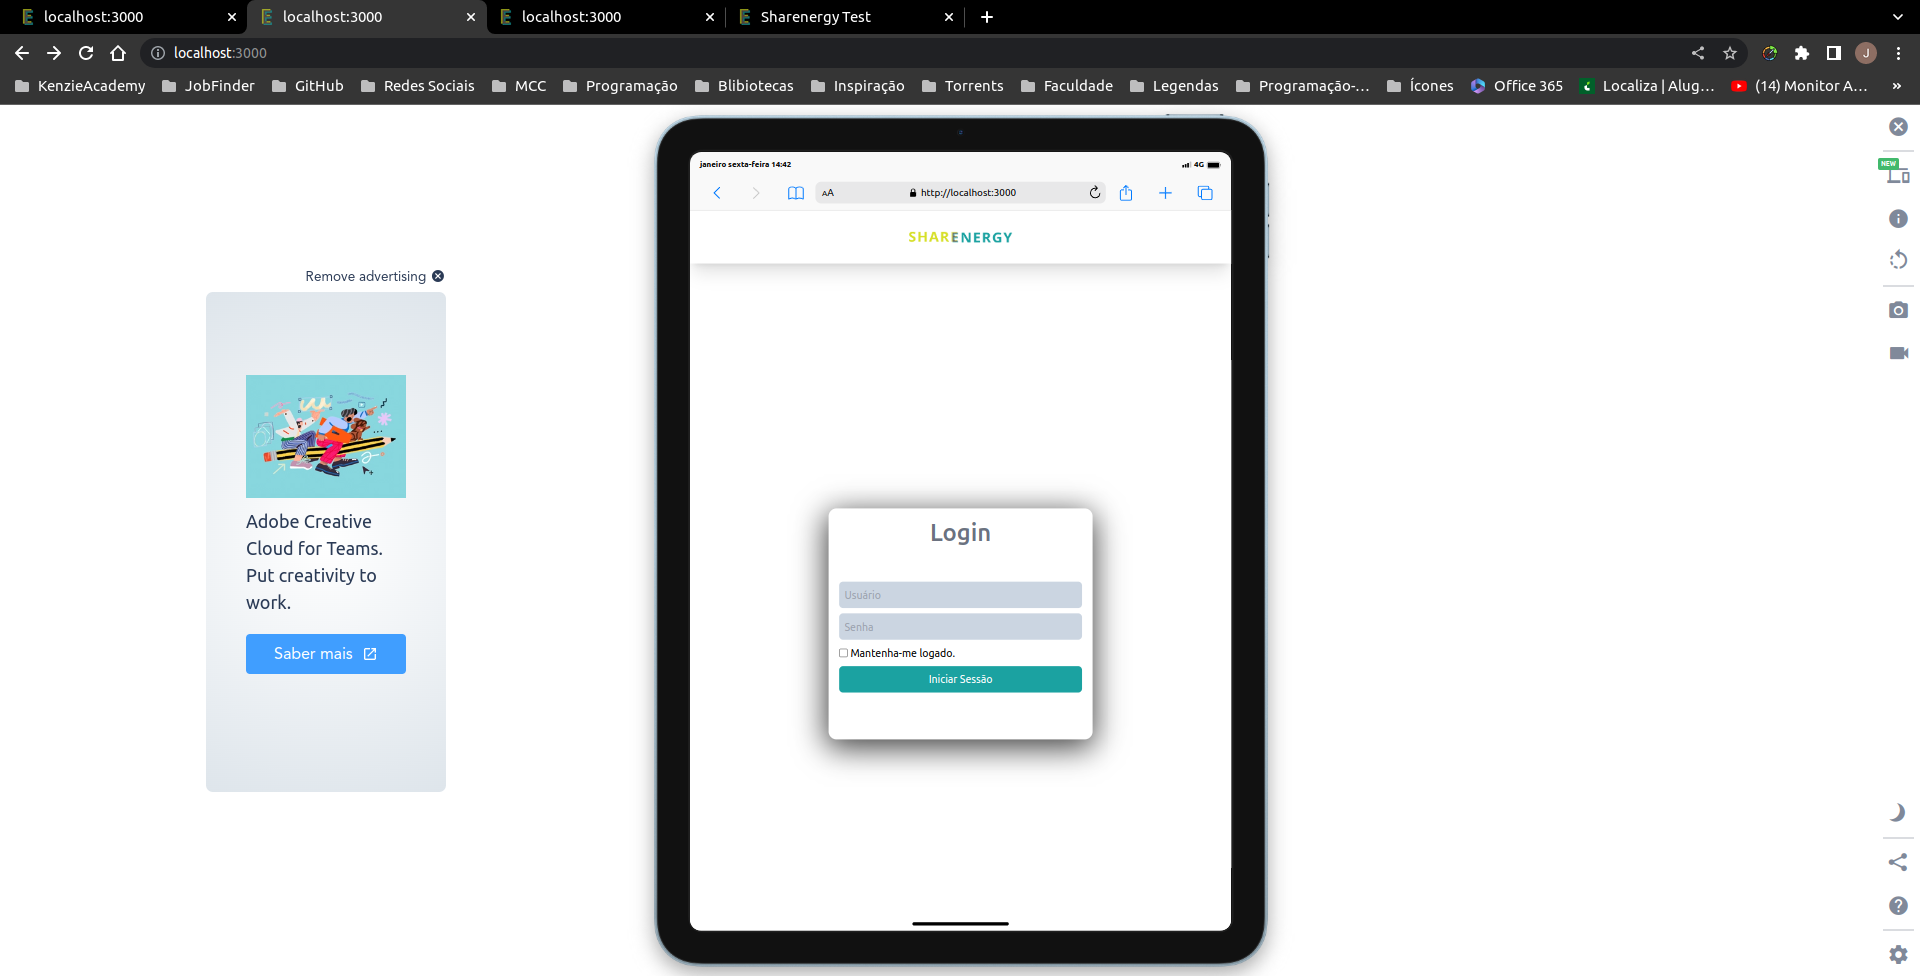 localhost:3000
localhost:3000
localhost:3000
Sharenergy Test
localhost:3000
J
KenzieAcademy
JobFinder
GitHub
Redes Sociais
MCC
Programação
Blibiotecas
Inspiração
Torrents
Faculdade
Legendas
Programação-...
Ícones
Office 365
Localiza | Alug...
(14) Monitor A...
»
NEW
janeiro sexta-feira 14:42
4G
AA
http://localhost:3000
SHARENERGY
Remove advertising
Adobe Creative
Cloud for Teams.
Put creativity to
work.
Saber mais
Login
Usuário
Senha
Mantenha-me logado.
Iniciar Sessão